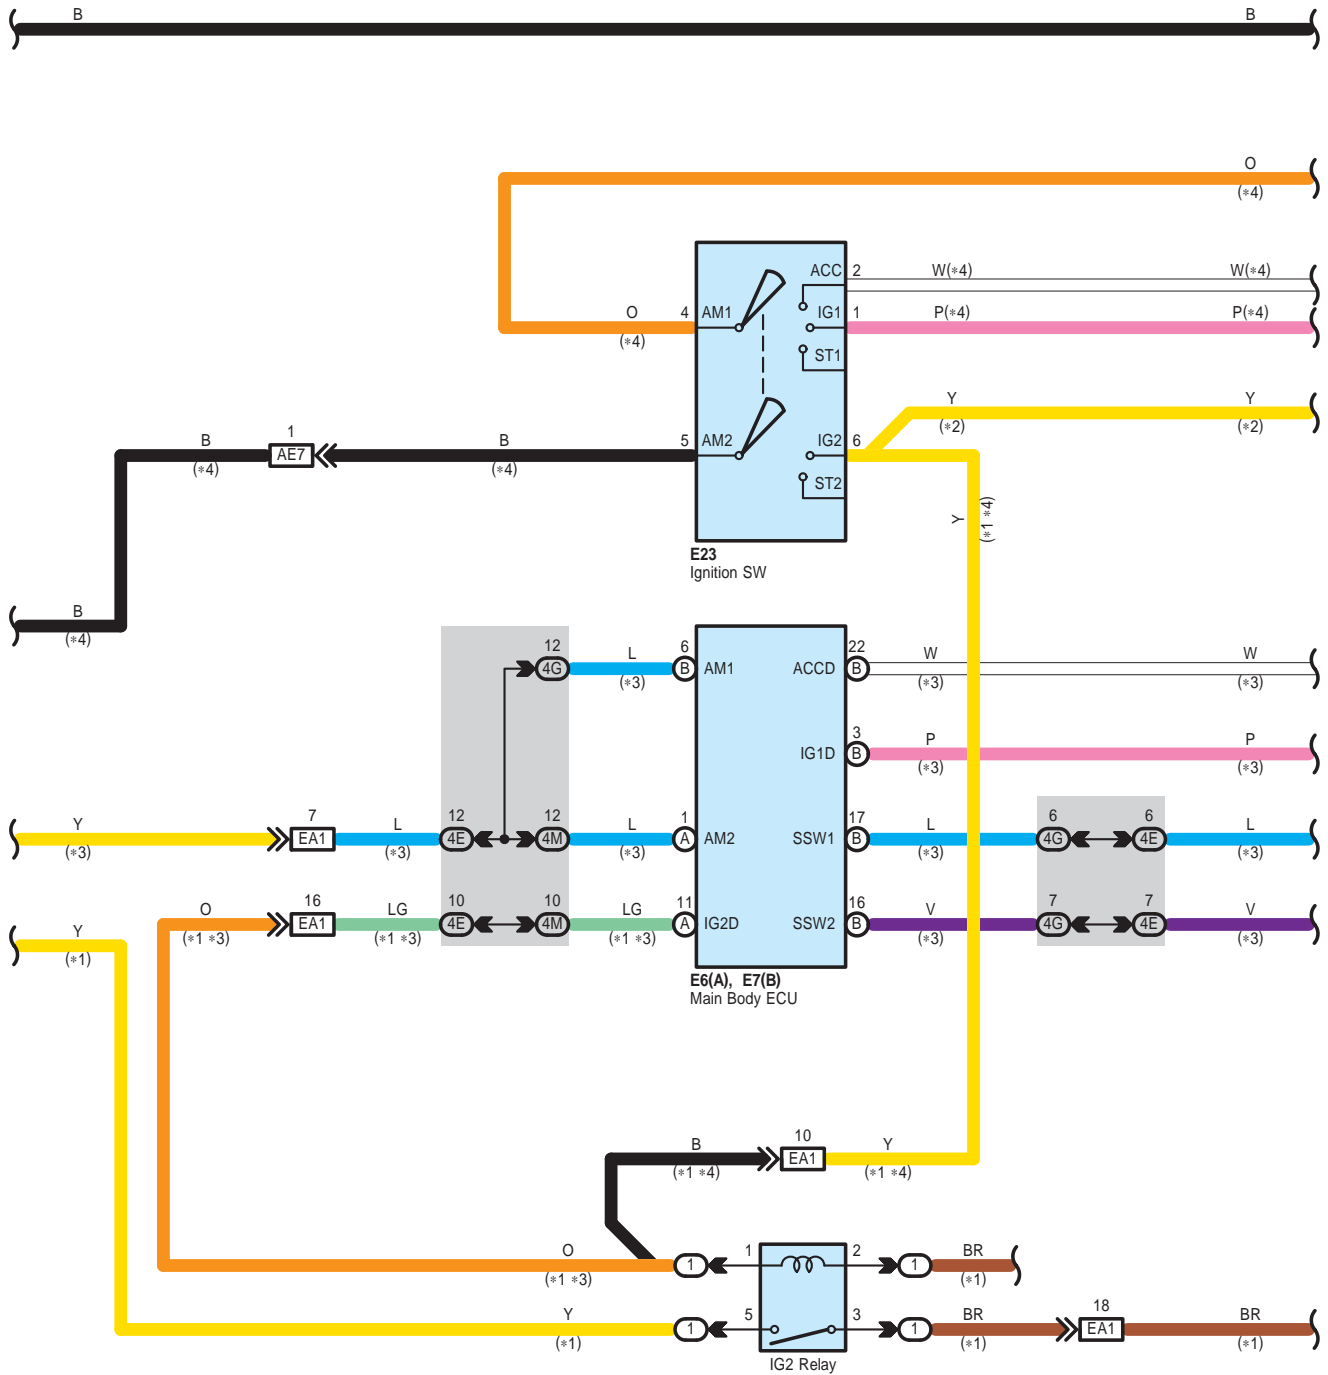 B B
O
(*4)
ACC 2 W(*4) W(*4)
O 4 AM1 IG1 1 P(*4) P(*4)
(*4)
ST1
Y Y
(*2) (*2)
1
B AE7 B 5 AM2 IG2 6
(*4) (*4)
ST2
Y (*1 *4)
E23
Ignition SW
B
(*4)
12 6 22
4G L B AM1 ACCD B W W
(*3) (*3) (*3)
3
IG1D B P P
(*3) (*3)
7 12 12 1 17 6 6
Y EA1 L 4E 4M L A AM2 SSW1 B L 4G 4E L
(*3) (*3) (*3) (*3) (*3)
16 10 10 11 16 7 7
O EA1 LG 4E 4M LG A IG2D SSW2 B V 4G 4E V
(*1 *3) (*1 *3) (*1 *3) (*3) (*3)
Y
(*1)
E6(A), E7(B)
Main Body ECU
10
B EA1 Y
(*1 *4) (*1 *4)
O 1 1 2 1 BR
(*1 *3) (*1)
18
Y 1 5 3 1 BR EA1 BR
(*1) (*1) (*1)
IG2 Relay